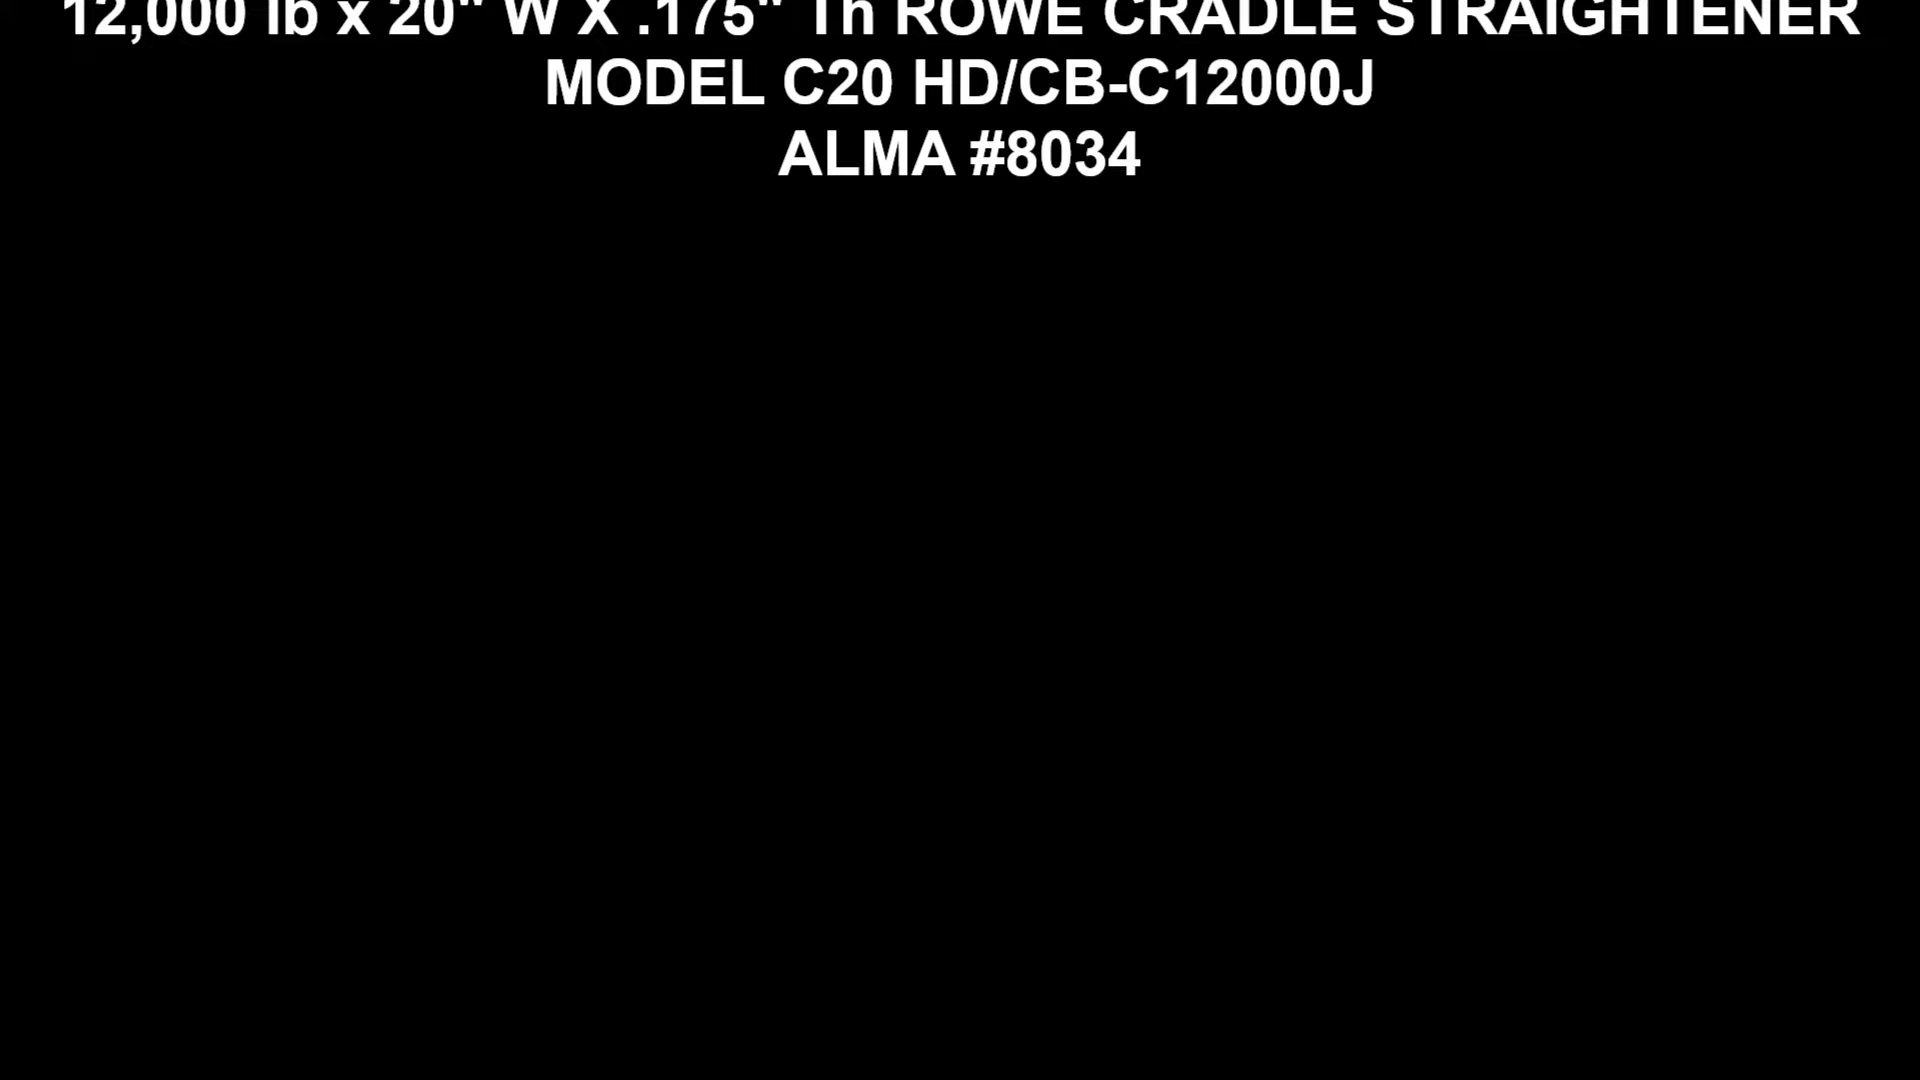 12,000 lb x 20" W X .175" Th ROWE CRADLE STRAIGHTENER
MODEL C20 HD/CB-C12000J
ALMA #8034